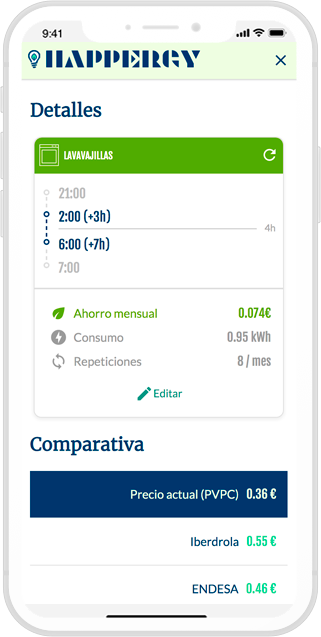 9:41
HAPPERGY
Detalles
LAVAVAJILLAS
21:00
2:00 (+3h)
4h
6:00 (+7h)
7:00
Ahorro mensual 0.074€
Consumo 0.95 kWh
Repeticiones 8 / mes
Editar
Comparativa
Precio actual (PVPC) 0.36 €
Iberdrola 0.55 €
ENDESA 0.46 €